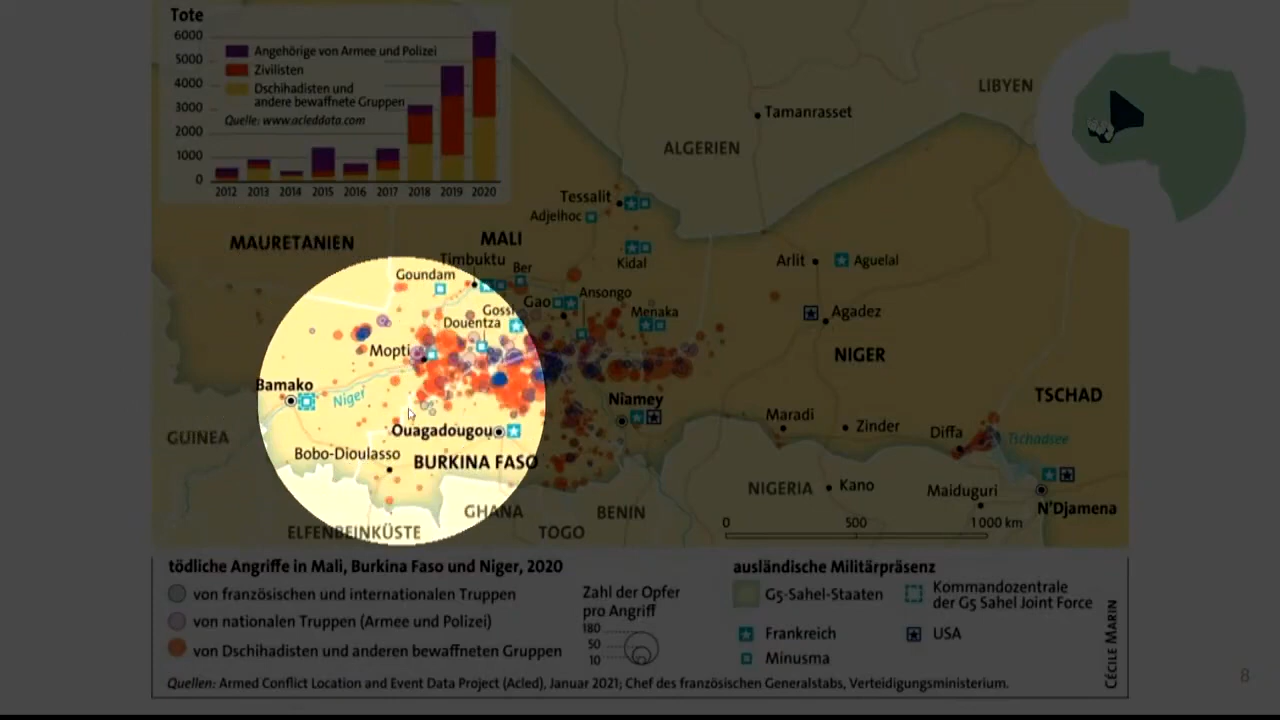 Tote
6000
5000
4000
3000
2000
1000
0
Angehörige von Armee und Polizei
Zivilisten
Dschihadisten und
andere bewaffnete Gruppen
Quelle: www.acleddata.com
2012 2013 2014 2015 2016 2017 2018 2019 2020
LIBYEN
Tamanrasset
ALGERIEN
Tessalit
Adjelhoc
MAURETANIEN
MALI
Kidal
Timbuktu
Ber
Arlit
Aguelal
Goundam
Gao
Ansongo
Gossi
Menaka
Agadez
Douentza
Mopti
NIGER
Bamako
Niger
Niamey
TSCHAD
Maradi
Zinder
Diffa
Tschadsee
GUINEA
Ouagadougou
Bobo-Dioulasso
BURKINA FASO
NIGERIA
Kano
Maiduguri
N'Djamena
GHANA
BENIN
ELFENBEINKÜSTE
TOGO
0 500 1000 km
tödliche Angriffe in Mali, Burkina Faso und Niger, 2020
von französischen und internationalen Truppen
von nationalen Truppen (Armee und Polizei)
von Dschihadisten und anderen bewaffneten Gruppen
Zahl der Opfer
pro Angriff
180
50
10
ausländische Militärpräsenz
G5-Sahel-Staaten
Kommandozentrale
der G5 Sahel Joint Force
Frankreich
USA
Minusma
CÉCILE MARIN
Quellen: Armed Conflict Location and Event Data Project (Acled), Januar 2021; Chef des französischen Generalstabs, Verteidigungsministerium.
8